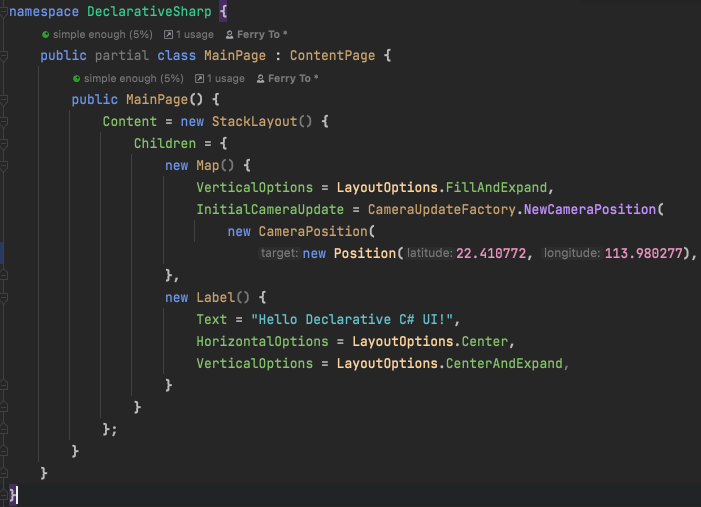 namespace DeclarativeSharp {
simple enough (5%) 1 usage Ferry To *
public partial class MainPage : ContentPage {
simple enough (5%) 1 usage Ferry To *
public MainPage() {
Content = new StackLayout() {
Children = {
new Map() {
VerticalOptions = LayoutOptions.FillAndExpand,
InitialCameraUpdate = CameraUpdateFactory.NewCameraPosition(
new CameraPosition(
target: new Position( latitude: 22.410772, longitude: 113.980277),
},
new Label() {
Text = "Hello Declarative C# UI!",
HorizontalOptions = LayoutOptions.Center,
VerticalOptions = LayoutOptions.CenterAndExpand,
}
}
};
}
}
}